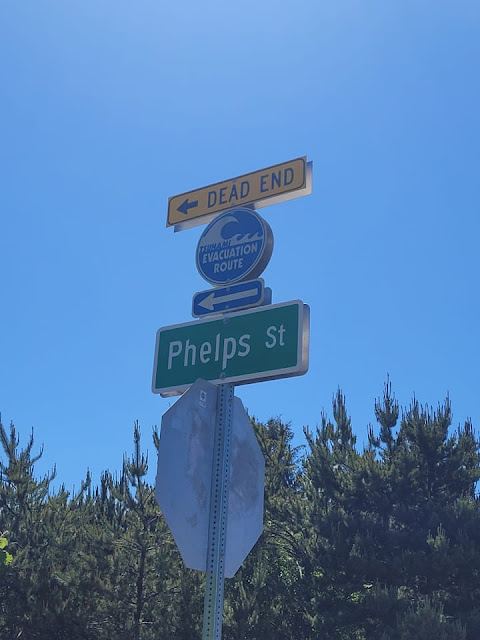 DEAD END
TSUNAMI
EVACUATION
ROUTE
Phelps St